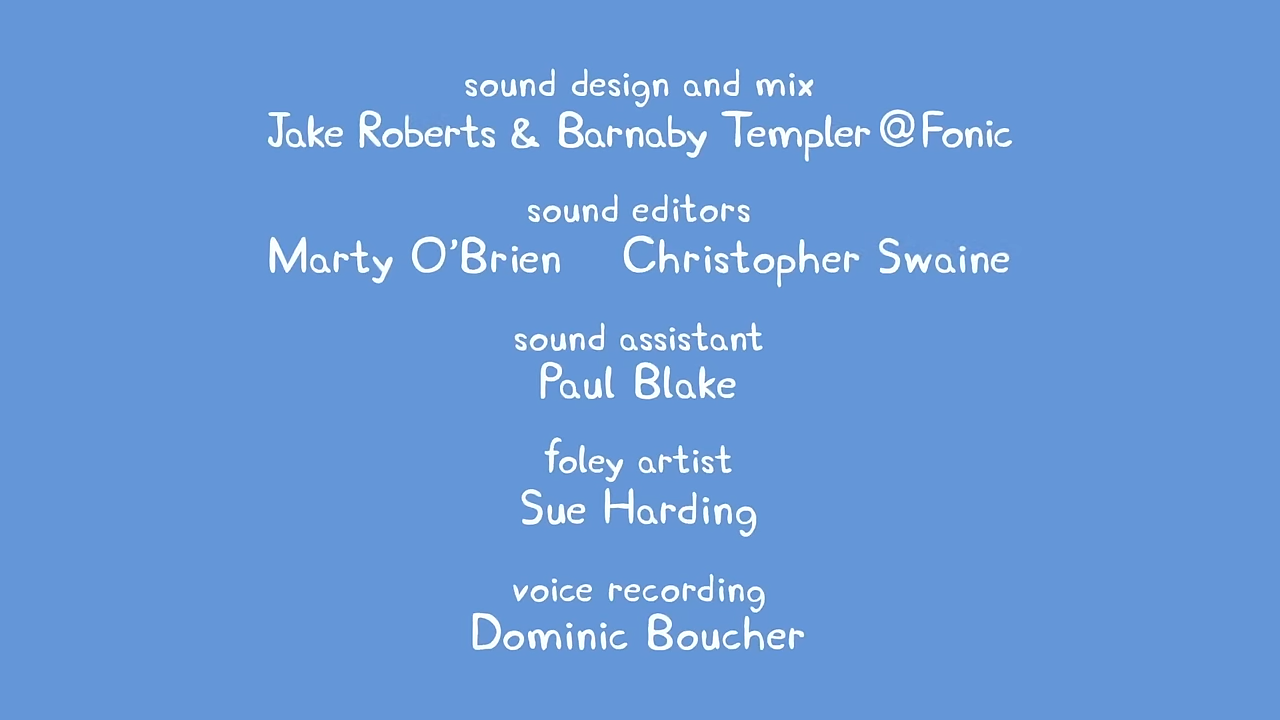 sound design and mix
Jake Roberts & Barnaby Templer @ Fonic
sound editors
Marty O'Brien Christopher Swaine
sound assistant
Paul Blake
foley artist
Sue Harding
voice recording
Dominic Boucher